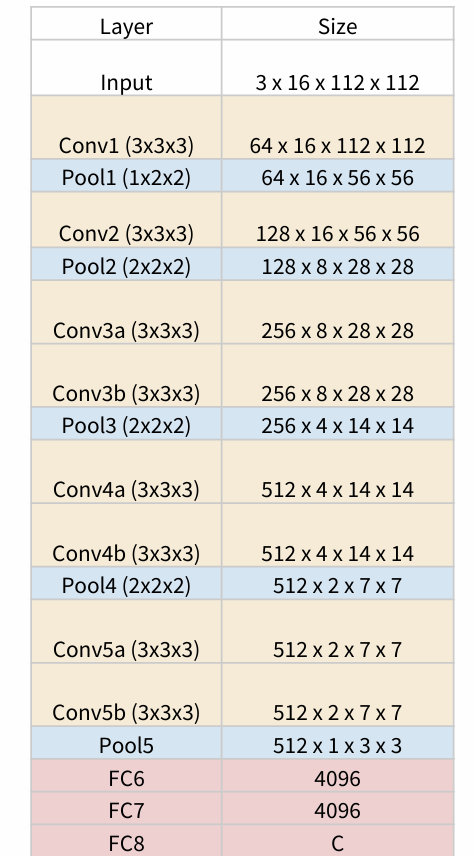 Layer Size
Input 3 x 16 x 112 x 112
Conv1 (3x3x3) 64 x 16 x 112 x 112
Pool1 (1x2x2) 64 x 16 x 56 x 56
Conv2 (3x3x3) 128 x 16 x 56 x 56
Pool2 (2x2x2) 128 x 8 x 28 x 28
Conv3a (3x3x3) 256 x 8 x 28 x 28
Conv3b (3x3x3) 256 x 8 x 28 x 28
Pool3 (2x2x2) 256 x 4 x 14 x 14
Conv4a (3x3x3) 512 x 4 x 14 x 14
Conv4b (3x3x3) 512 x 4 x 14 x 14
Pool4 (2x2x2) 512 x 2 x 7 x 7
Conv5a (3x3x3) 512 x 2 x 7 x 7
Conv5b (3x3x3) 512 x 2 x 7 x 7
Pool5 512 x 1 x 3 x 3
FC6 4096
FC7 4096
FC8 C